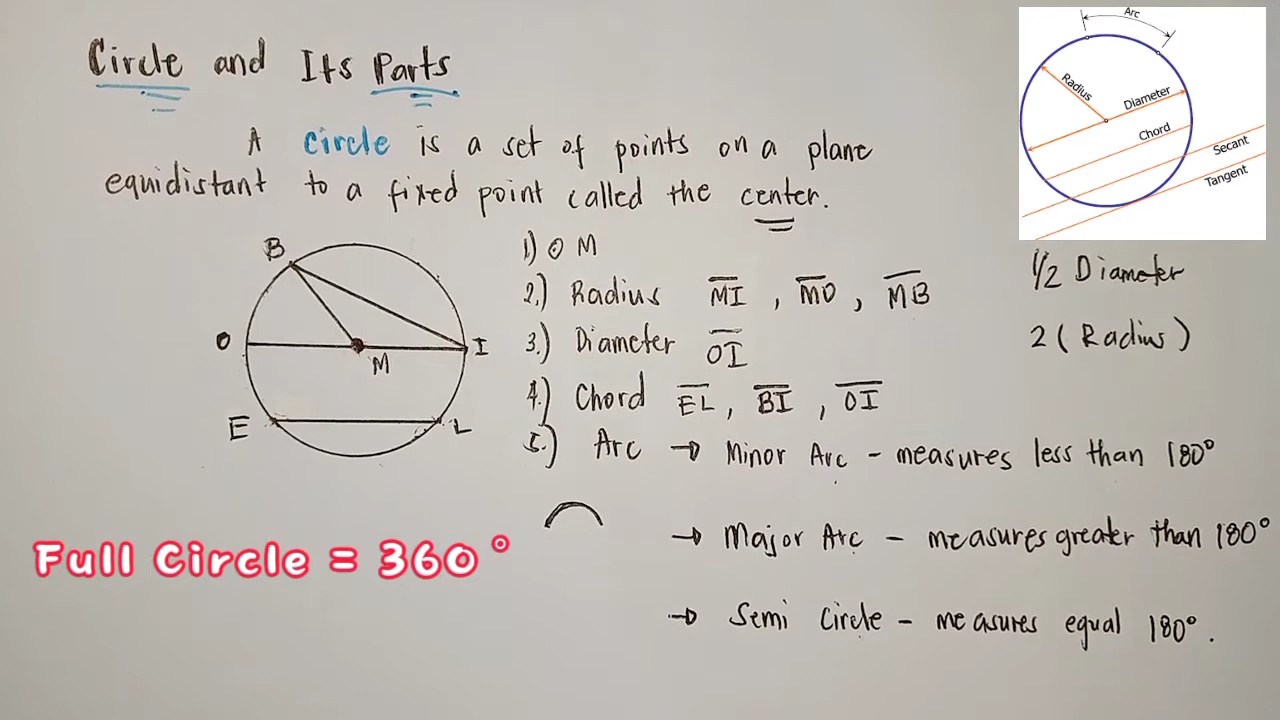 Circle and Its Parts
A circle is a set of points on a plane
equidistant to a fixed point called the center.
B
O
M
I
E
L
1) ⊙ M
2.) Radius MI, MO, MB
3.) Diameter OI
4.) Chord EL, BI, OI
5.) Arc → Minor Arc - measures less than 180°
→ Major Arc - measures greater than 180°
→ Semi Circle - measures equal 180°.
Full Circle = 360°
Arc
Radius
Diameter
Chord
Secant
Tangent
1/2 Diameter
2 (Radius)